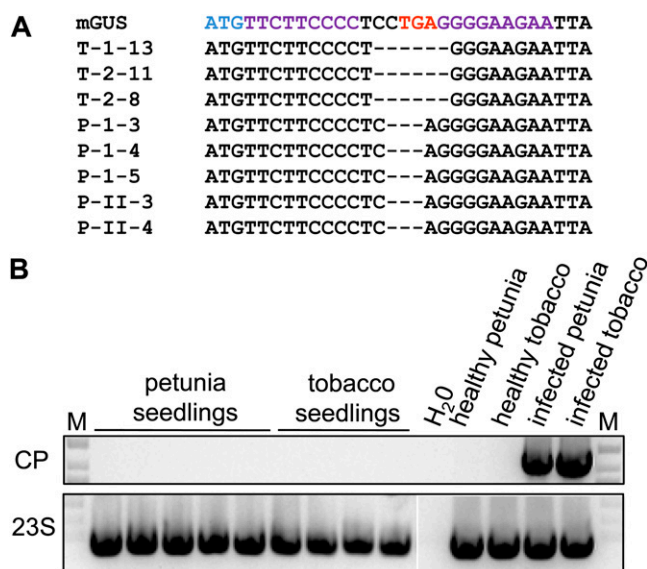 A
mGUS ATGTTCTTCCCCTCCTGAGGGGAAGAATTA
T-1-13 ATGTTCTTCCCCT------GGGAAGAATTA
T-2-11 ATGTTCTTCCCCT------GGGAAGAATTA
T-2-8 ATGTTCTTCCCCT------GGGAAGAATTA
P-1-3 ATGTTCTTCCCCTC---AGGGGAAGAATTA
P-1-4 ATGTTCTTCCCCTC---AGGGGAAGAATTA
P-1-5 ATGTTCTTCCCCTC---AGGGGAAGAATTA
P-II-3 ATGTTCTTCCCCTC---AGGGGAAGAATTA
P-II-4 ATGTTCTTCCCCTC---AGGGGAAGAATTA
B
M
petunia
seedlings
tobacco
seedlings
H₂0
healthy petunia
healthy tobacco
infected petunia
infected tobacco
M
CP
23S